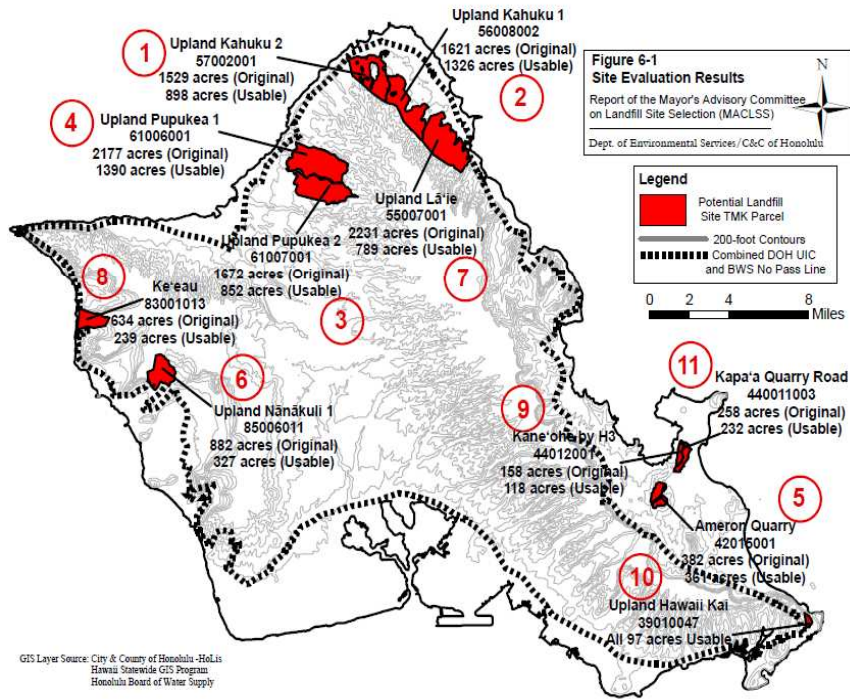 1
Upland Kahuku 2
57002001
1529 acres (Original)
898 acres (Usable)
Upland Kahuku 1
56008002
1621 acres (Original)
1326 acres (Usable)
2
Figure 6-1
Site Evaluation Results
Report of the Mayor's Advisory Committee
on Landfill Site Selection (MACLSS)
Dept. of Environmental Services/C&C of Honolulu
N
4
Upland Pupukea 1
61006001
2177 acres (Original)
1390 acres (Usable)
Legend
Potential Landfill
Site TMK Parcel
200-foot Contours
Combined DOH UIC
and BWS No Pass Line
0 2 4 8
Miles
Upland Lā‘ie
55007001
2231 acres (Original)
789 acres (Usable)
7
Upland Pupukea 2
61007001
1672 acres (Original)
852 acres (Usable)
3
8
Ke‘eau
83001013
634 acres (Original)
239 acres (Usable)
6
Upland Nānākuli 1
85006011
882 acres (Original)
327 acres (Usable)
11
Kapa‘a Quarry Road
440011003
258 acres (Original)
232 acres (Usable)
9
Kane‘ohe by H3
44012001
158 acres (Original)
118 acres (Usable)
5
Ameron Quarry
42015001
382 acres (Original)
361 acres (Usable)
10
Upland Hawaii Kai
39010047
All 97 acres Usable
GIS Layer Source: City & County of Honolulu -HoLis
Hawaii Statewide GIS Program
Honolulu Board of Water Supply